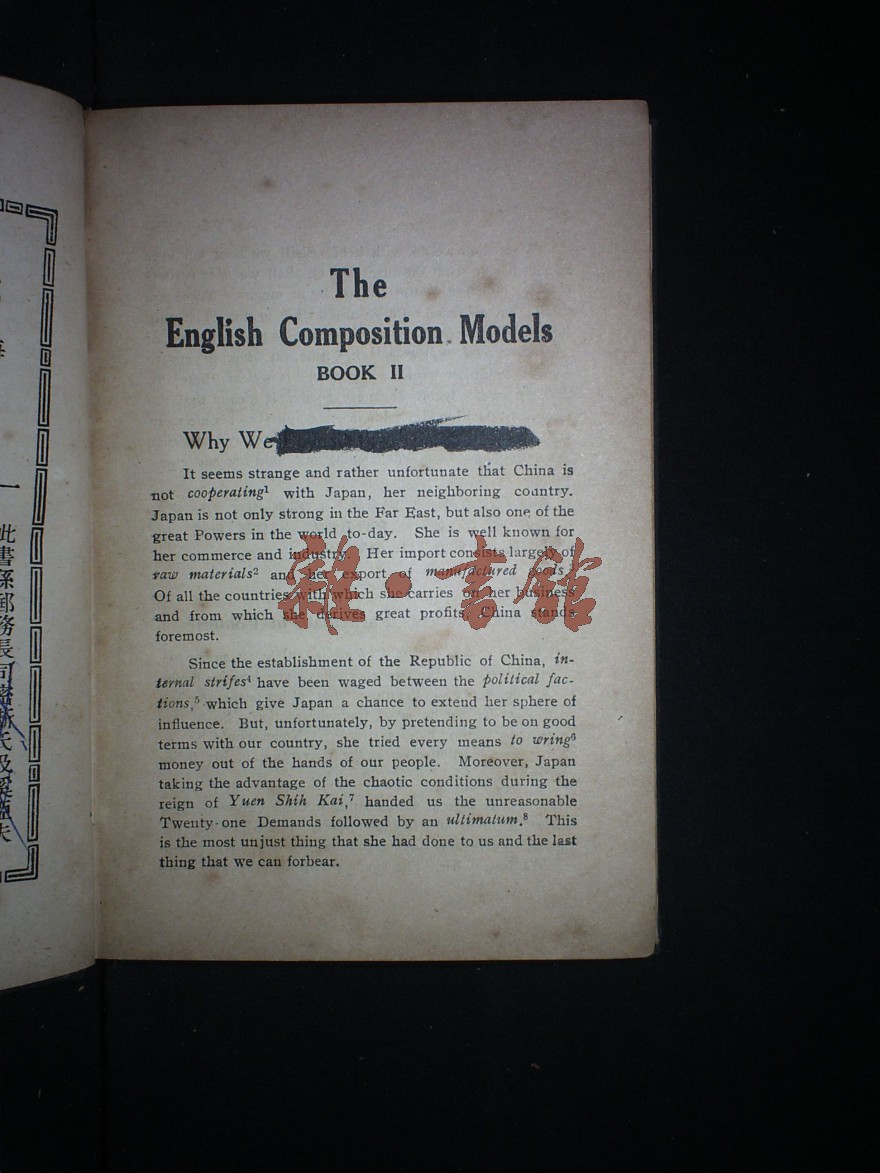 The
English Composition Models
BOOK II
Why We
It seems strange and rather unfortunate that China is
not cooperating¹ with Japan, her neighboring country.
Japan is not only strong in the Far East, but also one of the
great Powers in the world to-day. She is well known for
her commerce and industry. Her import consists largely of
raw materials² and her export of manufactured goods.³
Of all the countries with which she carries on her business
and from which she derives great profits, China stands
foremost.
Since the establishment of the Republic of China, in-
ternal strifes⁴ have been waged between the political fac-
tions,⁵ which give Japan a chance to extend her sphere of
influence. But, unfortunately, by pretending to be on good
terms with our country, she tried every means to wring⁶
money out of the hands of our people. Moreover, Japan
taking the advantage of the chaotic conditions during the
reign of Yuen Shih Kai,⁷ handed us the unreasonable
Twenty-one Demands followed by an ultimatum.⁸ This
is the most unjust thing that she had done to us and the last
thing that we can forbear.
一
此書係郵務長司
氏及
夫